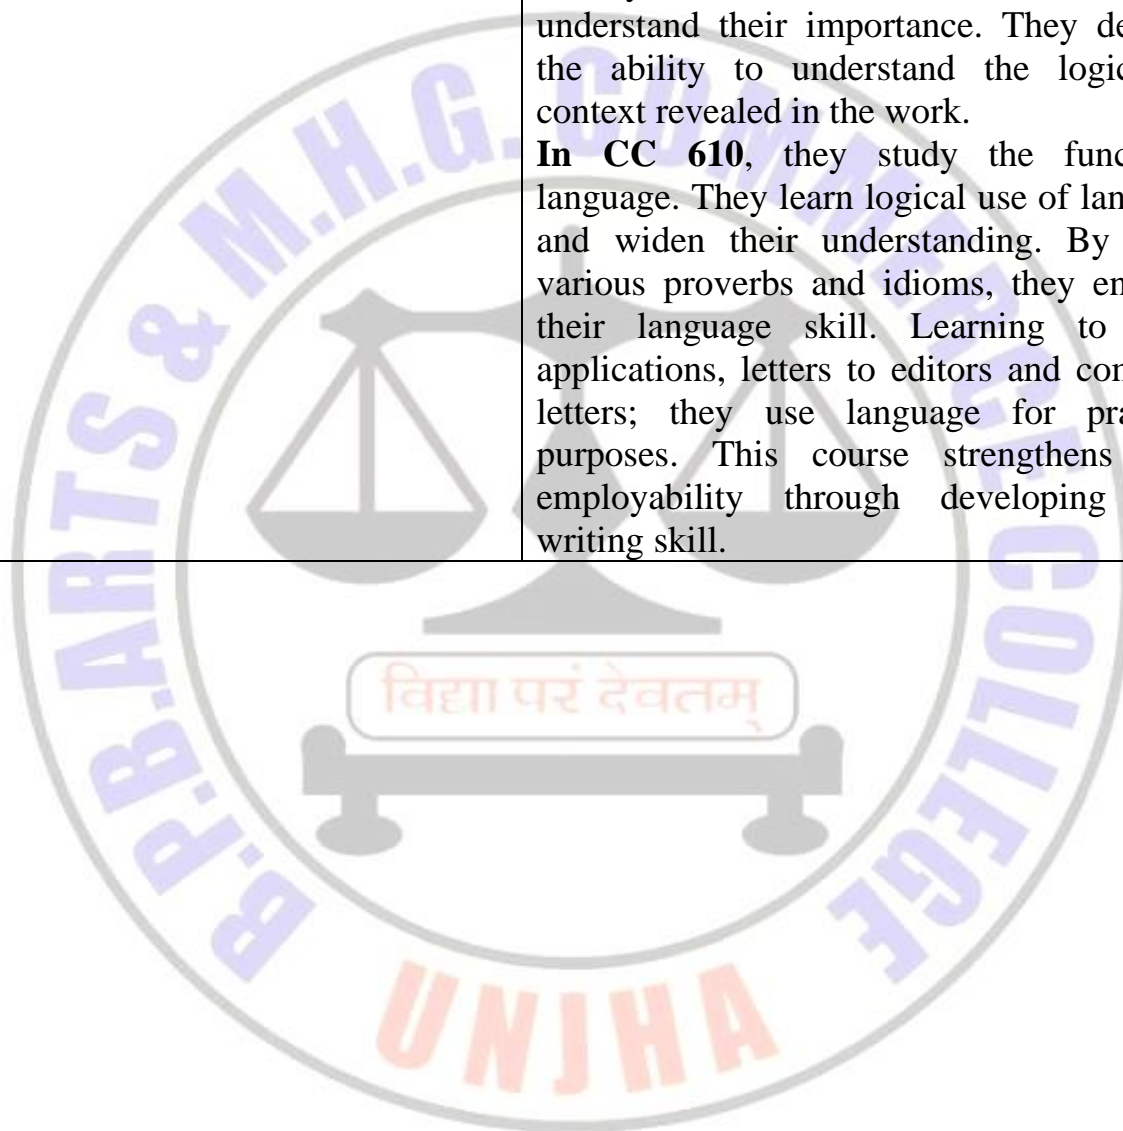 understand their importance. They de
the ability to understand the logic
context revealed in the work.
In CC 610, they study the func
language. They learn logical use of lan
and widen their understanding. By
various proverbs and idioms, they en
their language skill. Learning to
applications, letters to editors and con
letters; they use language for pra
purposes. This course strengthens
employability through developing
writing skill.
B.P.B.ARTS & M.H.G. COMMERCE COLLEGE
विद्या परं देवतम्
UNJHA